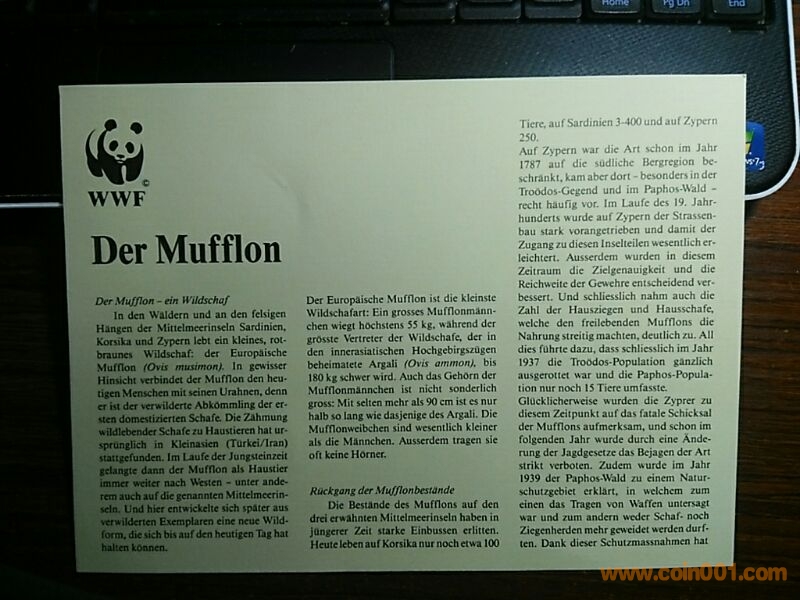 Home
Pg Dn
End
WWF
©
Der Mufflon
Der Mufflon – ein Wildschaf
In den Wäldern und an den felsigen
Hängen der Mittelmeerinseln Sardinien,
Korsika und Zypern lebt ein kleines, rot-
braunes Wildschaf: der Europäische
Mufflon (Ovis musimon). In gewisser
Hinsicht verbindet der Mufflon den heu-
tigen Menschen mit seinen Urahnen, denn
er ist der verwilderte Abkömmling der er-
sten domestizierten Schafe. Die Zähmung
wildlebender Schafe zu Haustieren hat ur-
sprünglich in Kleinasien (Türkei/Iran)
stattgefunden. Im Laufe der Jungsteinzeit
gelangte dann der Mufflon als Haustier
immer weiter nach Westen – unter ande-
rem auch auf die genannten Mittelmeerin-
seln. Und hier entwickelte sich später aus
verwilderten Exemplaren eine neue Wild-
form, die sich bis auf den heutigen Tag hat
halten können.
Der Europäische Mufflon ist die kleinste
Wildschafart: Ein grosses Mufflonmänn-
chen wiegt höchstens 55 kg, während der
grösste Vertreter der Wildschafe, der in
den innerasiatischen Hochgebirgszügen
beheimatete Argali (Ovis ammon), bis
180 kg schwer wird. Auch das Gehörn der
Mufflonmännchen ist nicht sonderlich
gross: Mit selten mehr als 90 cm ist es nur
halb so lang wie dasjenige des Argali. Die
Mufflonweibchen sind wesentlich kleiner
als die Männchen. Ausserdem tragen sie
oft keine Hörner.
Rückgang der Mufflonbestände
Die Bestände des Mufflons auf den
drei erwähnten Mittelmeerinseln haben in
jüngerer Zeit starke Einbussen erlitten.
Heute leben auf Korsika nur noch etwa 100
Tiere, auf Sardinien 3-400 und auf Zypern
250.
Auf Zypern war die Art schon im Jahr
1787 auf die südliche Bergregion be-
schränkt, kam aber dort – besonders in der
Troödos-Gegend und im Paphos-Wald –
recht häufig vor. Im Laufe des 19. Jahr-
hunderts wurde auf Zypern der Strassen-
bau stark vorangetrieben und damit der
Zugang zu diesen Inselteilen wesentlich er-
leichtert. Ausserdem wurden in diesem
Zeitraum die Zielgenauigkeit und die
Reichweite der Gewehre entscheidend ver-
bessert. Und schliesslich nahm auch die
Zahl der Hausziegen und Hausschafe,
welche den freilebenden Mufflons die
Nahrung streitig machten, deutlich zu. All
dies führte dazu, dass schliesslich im Jahr
1937 die Troödos-Population gänzlich
ausgerottet war und die Paphos-Popula-
tion nur noch 15 Tiere umfasste.
Glücklicherweise wurden die Zyprer zu
diesem Zeitpunkt auf das fatale Schicksal
der Mufflons aufmerksam, und schon im
folgenden Jahr wurde durch eine Ände-
rung der Jagdgesetze das Bejagen der Art
strikt verboten. Zudem wurde im Jahr
1939 der Paphos-Wald zu einem Natur-
schutzgebiet erklärt, in welchem zum
einen das Tragen von Waffen untersagt
war und zum andern weder Schaf- noch
Ziegenherden mehr geweidet werden durf-
ten. Dank dieser Schutzmassnahmen hat
www.coin001.com